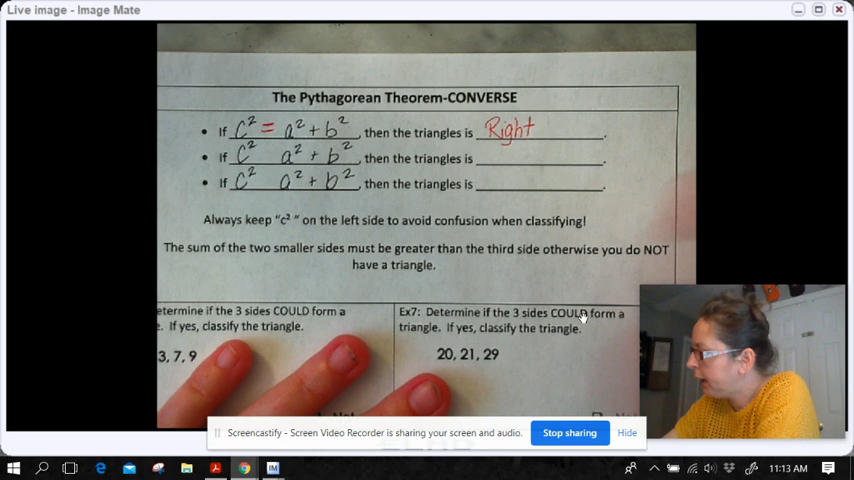 Live image - Image Mate
The Pythagorean Theorem-CONVERSE
• If c² = a² + b², then the triangles is Right.
• If c² a² + b², then the triangles is .
• If c² a² + b², then the triangles is .
Always keep "c² " on the left side to avoid confusion when classifying!
The sum of the two smaller sides must be greater than the third side otherwise you do NOT
have a triangle.
etermine if the 3 sides COULD form a
e. If yes, classify the triangle.
3, 7, 9
Ex7: Determine if the 3 sides COULD form a
triangle. If yes, classify the triangle.
20, 21, 29
Screencastify - Screen Video Recorder is sharing your screen and audio.
Stop sharing
Hide
11:13 AM